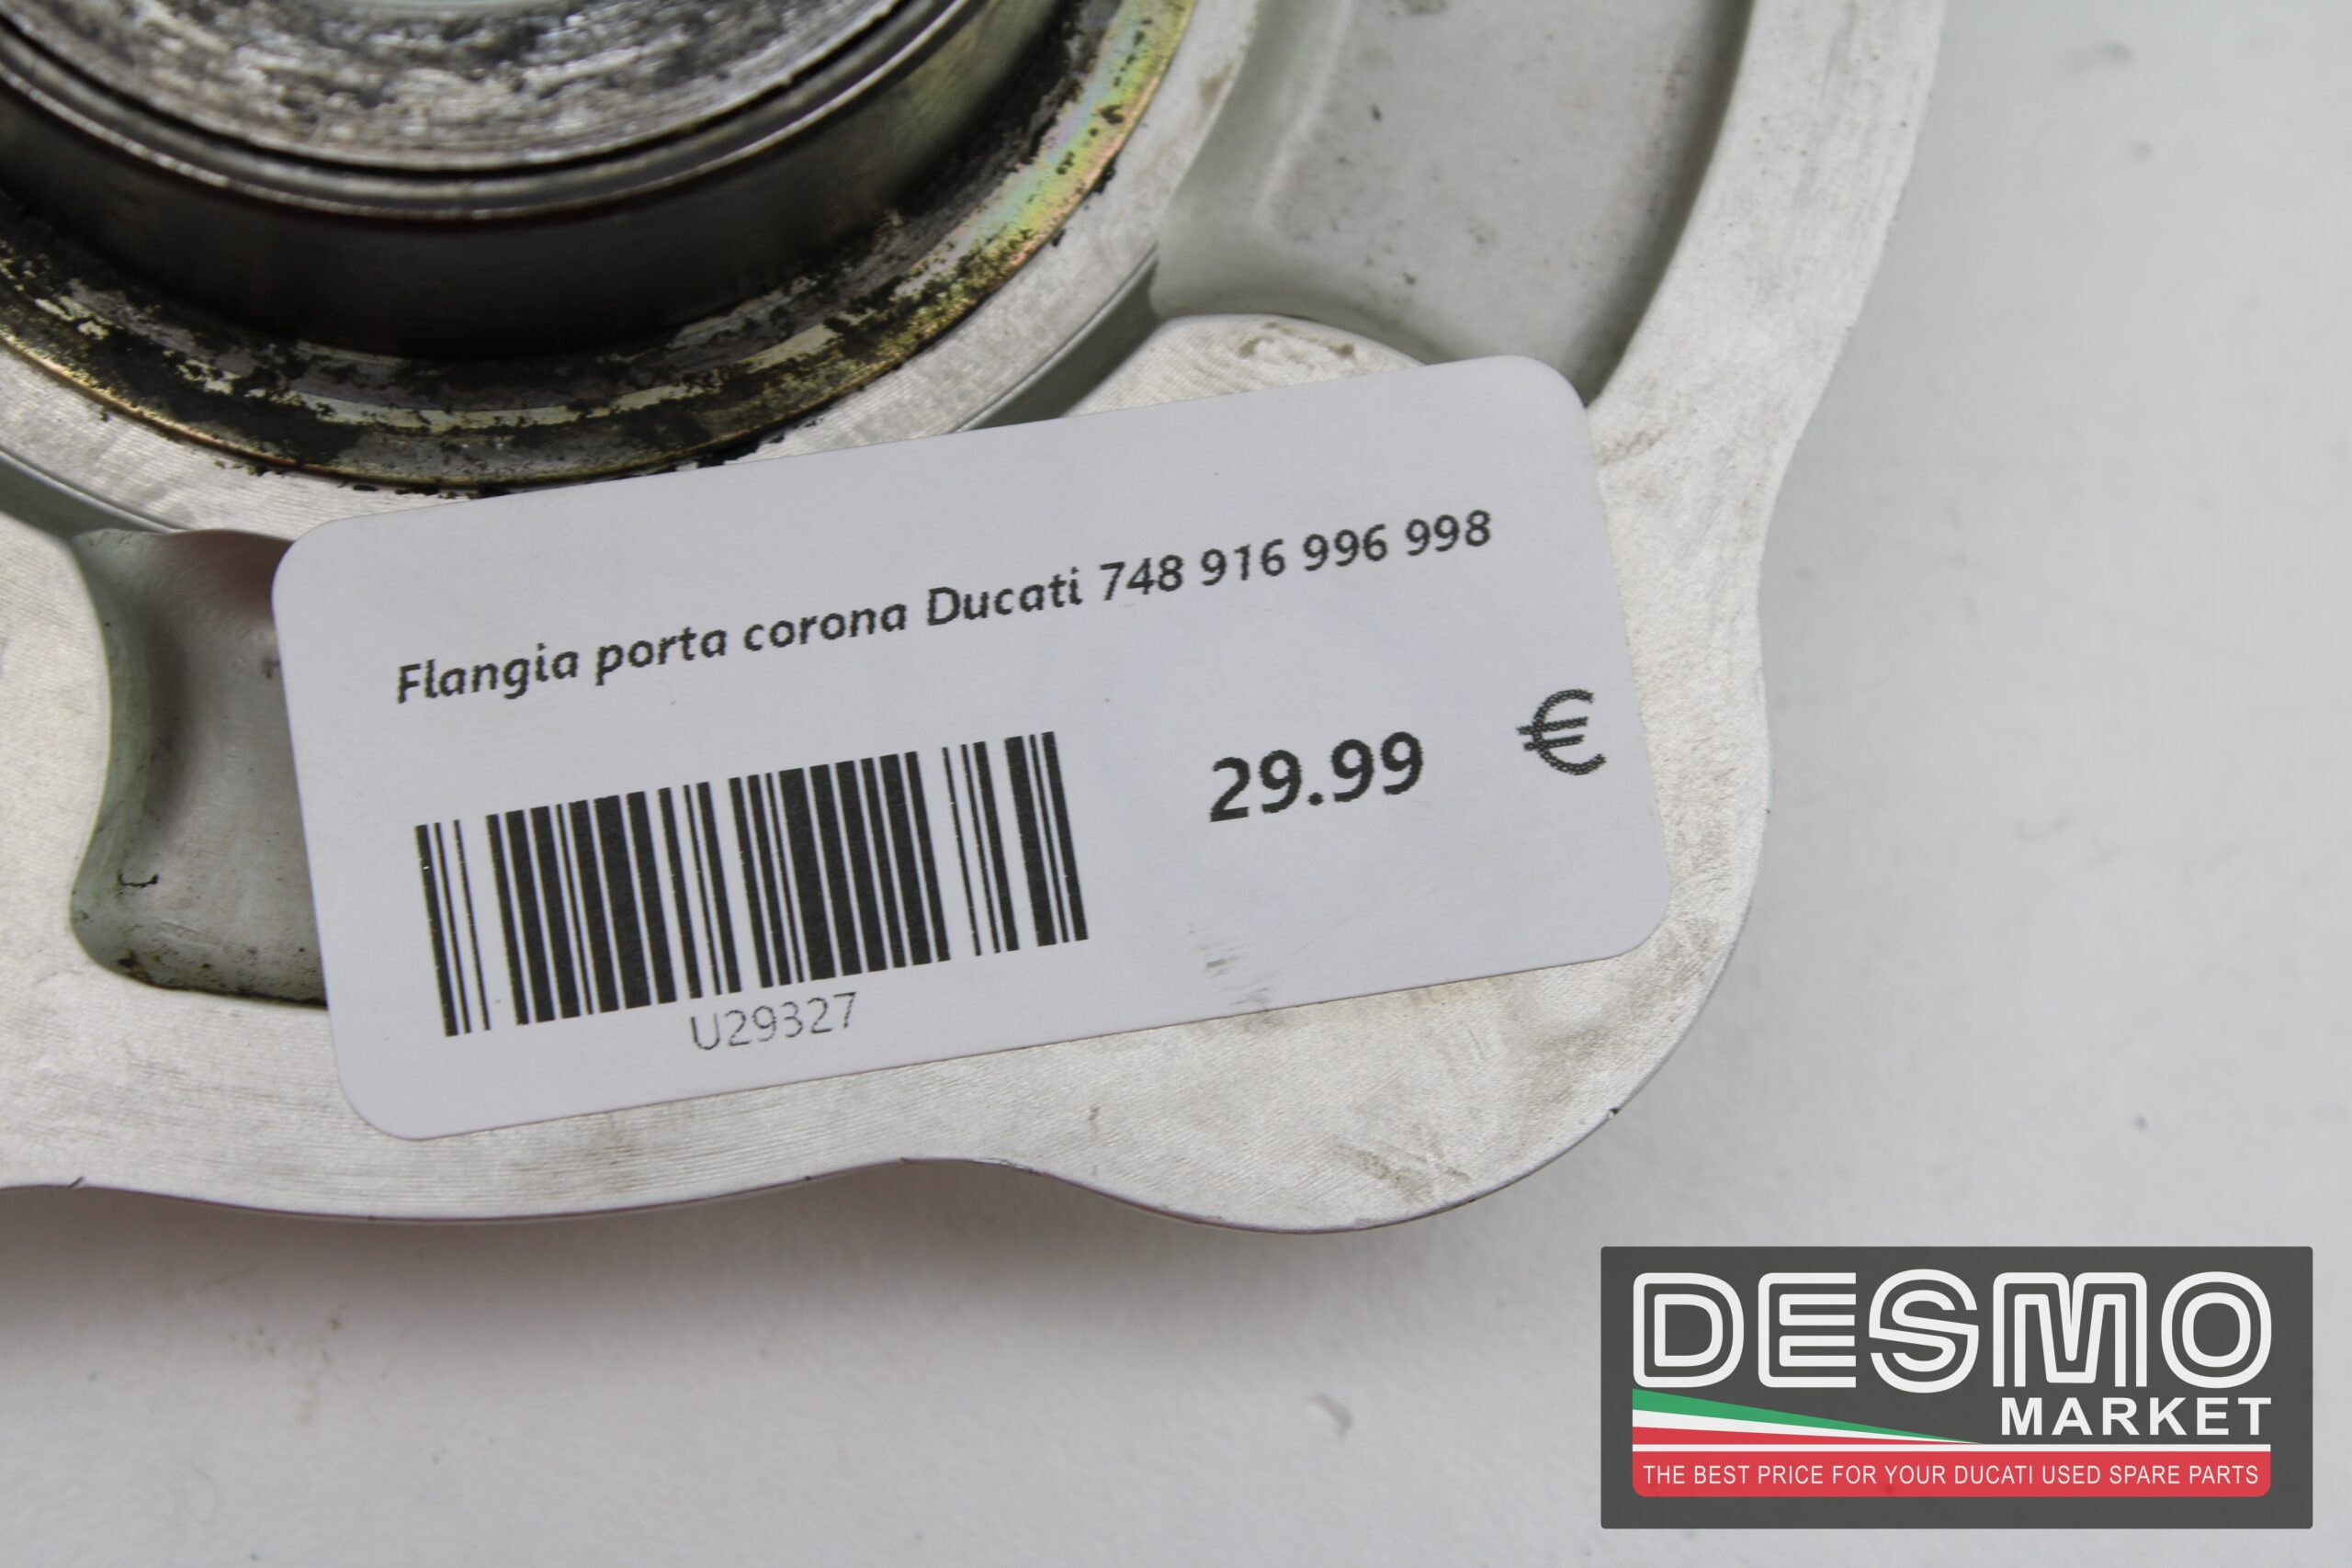 Flangia porta corona Ducati 748 916 996 998
29.99 €
U29327
DESMO
MARKET
THE BEST PRICE FOR YOUR DUCATI USED SPARE PARTS